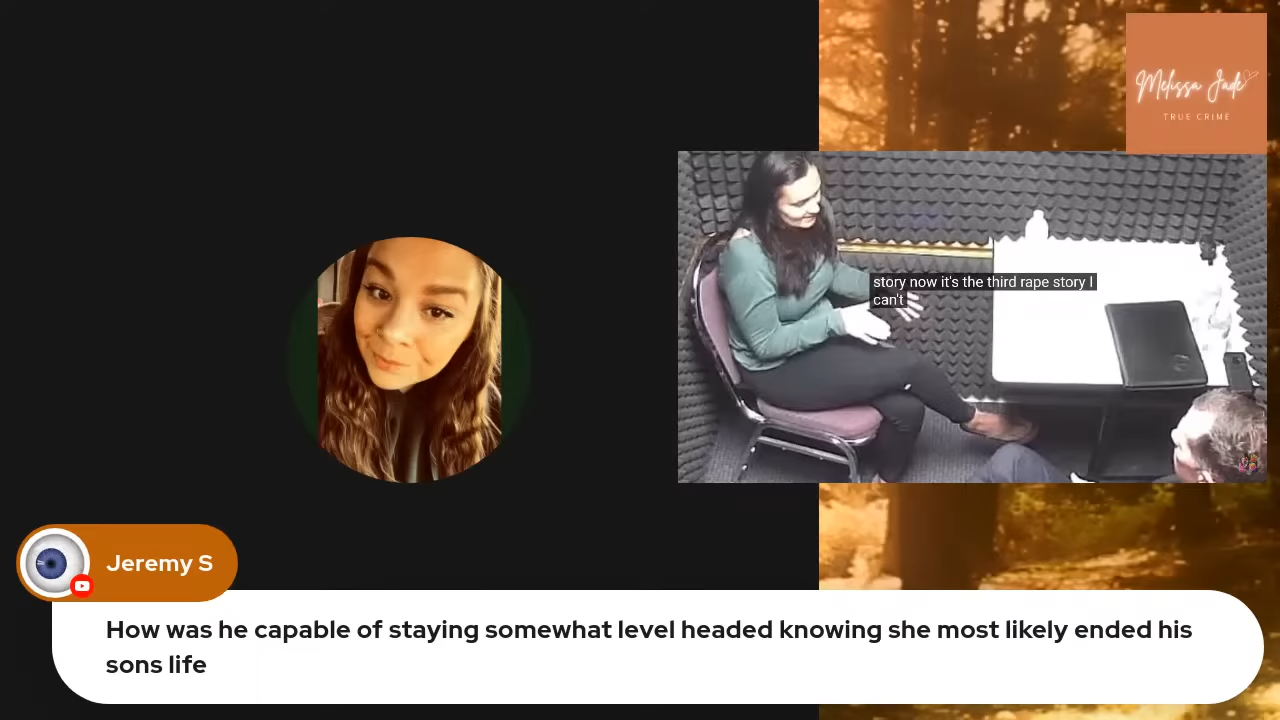 Melissa Jade
TRUE CRIME
story now it's the third rape story I
can't
Jeremy S
How was he capable of staying somewhat level headed knowing she most likely ended his
sons life